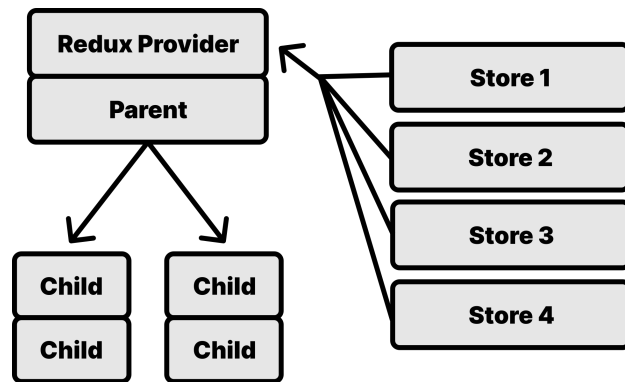 Redux Provider
Parent
Child
Child
Child
Child
Store 1
Store 2
Store 3
Store 4